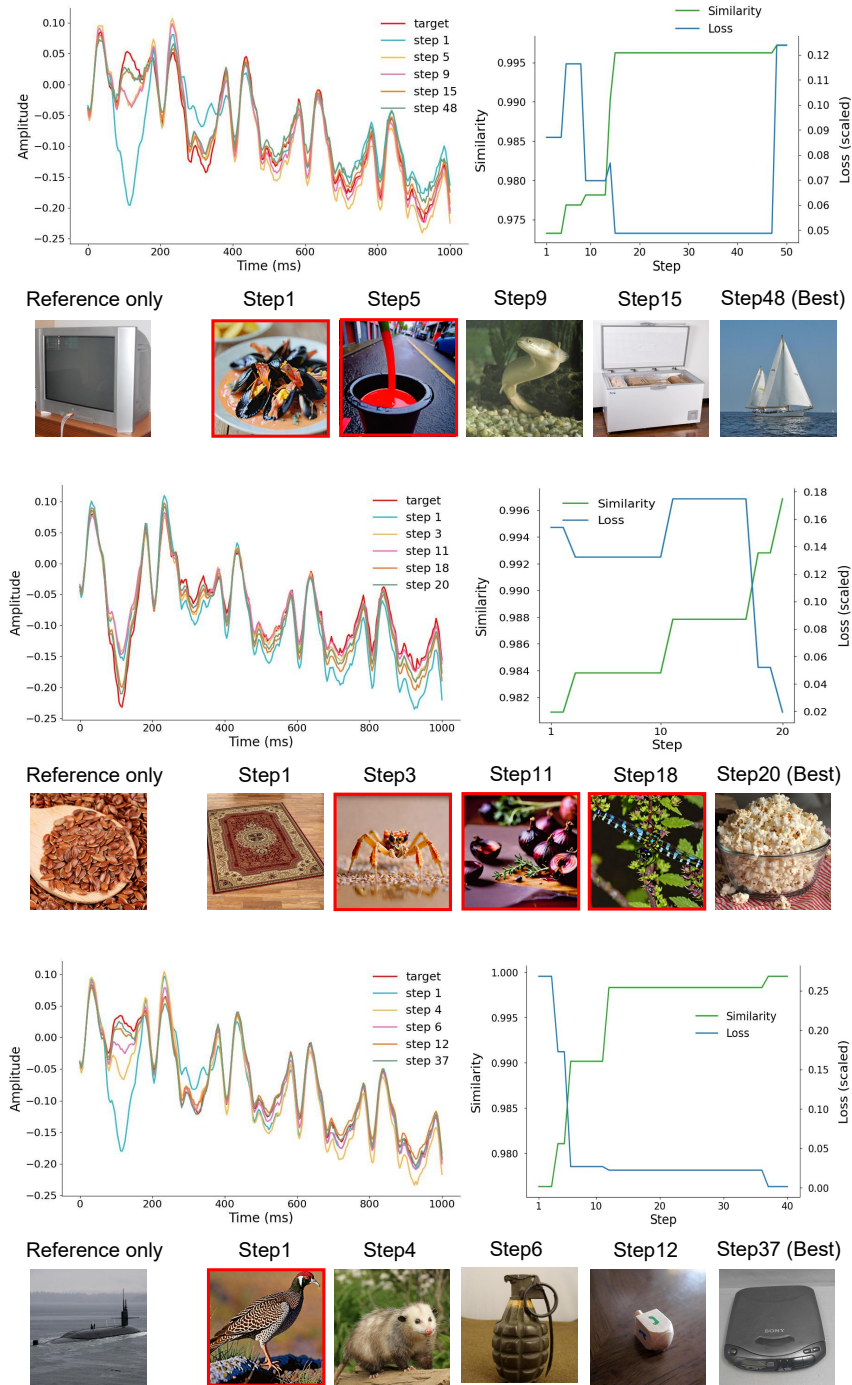 0.10
0.05
0.00
−0.05
−0.10
−0.15
−0.20
−0.25
Amplitude
0
200
400
600
800
1000
Time (ms)
target
step 1
step 5
step 9
step 15
step 48
Similarity
Loss
0.995
0.990
0.985
0.980
0.975
Similarity
0.12
0.11
0.10
0.09
0.08
0.07
0.06
0.05
Loss (scaled)
1
10
20
30
40
50
Step
Reference only
Step1
Step5
Step9
Step15
Step48 (Best)
0.10
0.05
0.00
−0.05
−0.10
−0.15
−0.20
−0.25
Amplitude
0
200
400
600
800
1000
Time (ms)
target
step 1
step 3
step 11
step 18
step 20
Similarity
Loss
0.996
0.994
0.992
0.990
0.988
0.986
0.984
0.982
Similarity
0.18
0.16
0.14
0.12
0.10
0.08
0.06
0.04
0.02
Loss (scaled)
1
10
20
Step
Reference only
Step1
Step3
Step11
Step18
Step20 (Best)
0.10
0.05
0.00
−0.05
−0.10
−0.15
−0.20
−0.25
Amplitude
0
200
400
600
800
1000
Time (ms)
target
step 1
step 4
step 6
step 12
step 37
Similarity
Loss
1.000
0.995
0.990
0.985
0.980
Similarity
0.25
0.20
0.15
0.10
0.05
0.00
Loss (scaled)
1
10
20
30
40
Step
Reference only
Step1
Step4
Step6
Step12
Step37 (Best)
SONY